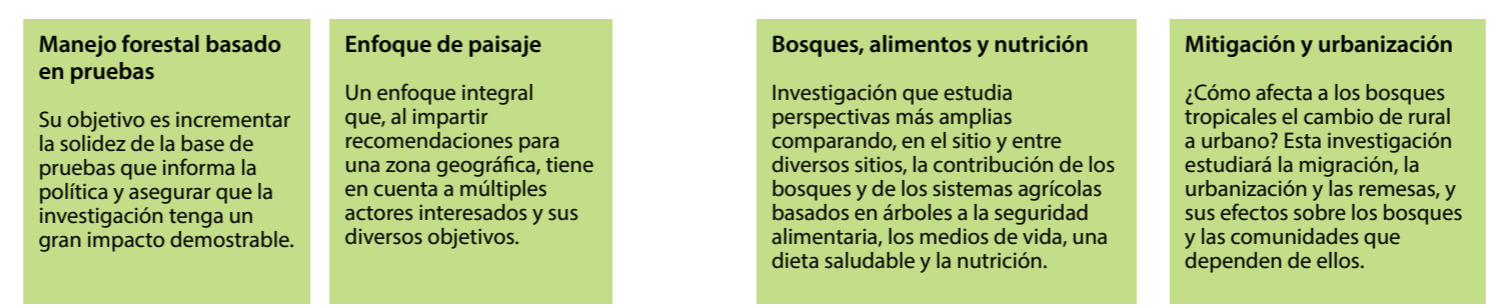 Manejo forestal basado
en pruebas
Su objetivo es incrementar
la solidez de la base de
pruebas que informa la
política y asegurar que la
investigación tenga un
gran impacto demostrable.
Enfoque de paisaje
Un enfoque integral
que, al impartir
recomendaciones para
una zona geográfica, tiene
en cuenta a múltiples
actores interesados y sus
diversos objetivos.
Bosques, alimentos y nutrición
Investigación que estudia
perspectivas más amplias
comparando, en el sitio y entre
diversos sitios, la contribución de los
bosques y de los sistemas agrícolas
basados en árboles a la seguridad
alimentaria, los medios de vida, una
dieta saludable y la nutrición.
Mitigación y urbanización
¿Cómo afecta a los bosques
tropicales el cambio de rural
a urbano? Esta investigación
estudiará la migración, la
urbanización y las remesas, y
sus efectos sobre los bosques
y las comunidades que
dependen de ellos.